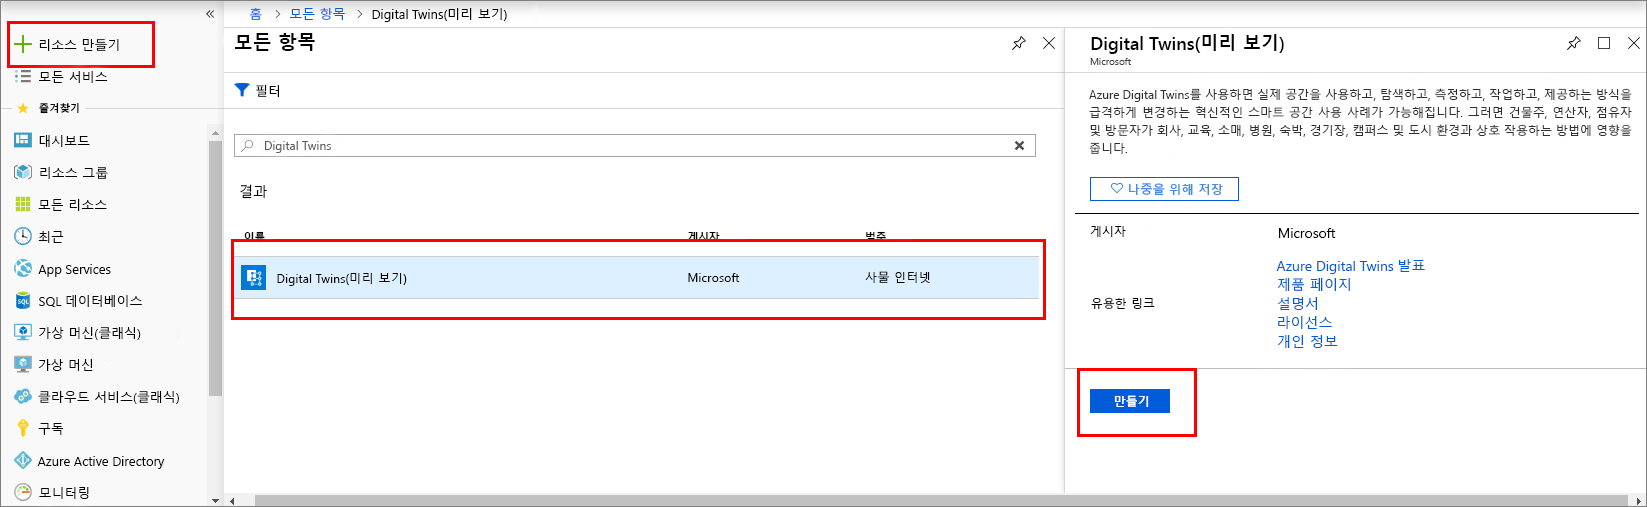 «
리소스 만들기
모든 서비스
즐겨찾기
대시보드
리소스 그룹
모든 리소스
최근
App Services
SQL 데이터베이스
가상 머신(클래식)
가상 머신
클라우드 서비스(클래식)
구독
Azure Active Directory
모니터링
홈 > 모든 항목 > Digital Twins(미리 보기)
모든 항목
필터
Digital Twins
결과
이름 게시자 범주
Digital Twins(미리 보기) Microsoft 사물 인터넷
Digital Twins(미리 보기)
Microsoft
Azure Digital Twins를 사용하면 실제 공간을 사용하고, 탐색하고, 측정하고, 작업하고, 제공하는 방식을
급격하게 변경하는 혁신적인 스마트 공간 사용 사례가 가능해집니다. 그러면 건물주, 연산자, 점유자
및 방문자가 회사, 교육, 소매, 병원, 숙박, 경기장, 캠퍼스 및 도시 환경과 상호 작용하는 방법에 영향을
줍니다.
나중을 위해 저장
게시자 Microsoft
유용한 링크
Azure Digital Twins 발표
제품 페이지
설명서
라이선스
개인 정보
만들기